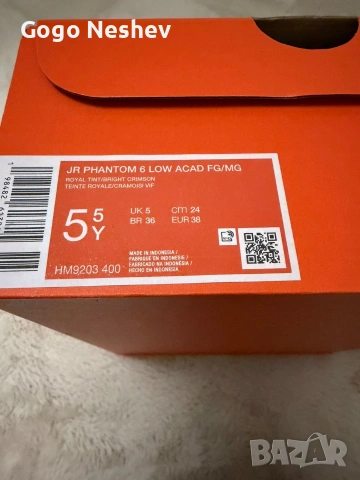 Gogo Neshev
JR PHANTOM 6 LOW ACAD FG/MG
ROYAL TINT/BRIGHT CRIMSON
TEINTE ROYALE/CRAMOISI VIF
5 5 Y
UK 5 cm 24
BR 36 EUR 38
MADE IN INDONESIA /
FABRIQUE EN INDONESIE /
FABRICADO NA INDONÉSIA /
HECHO EN INDONESIA
HM9203 400
BAZAR